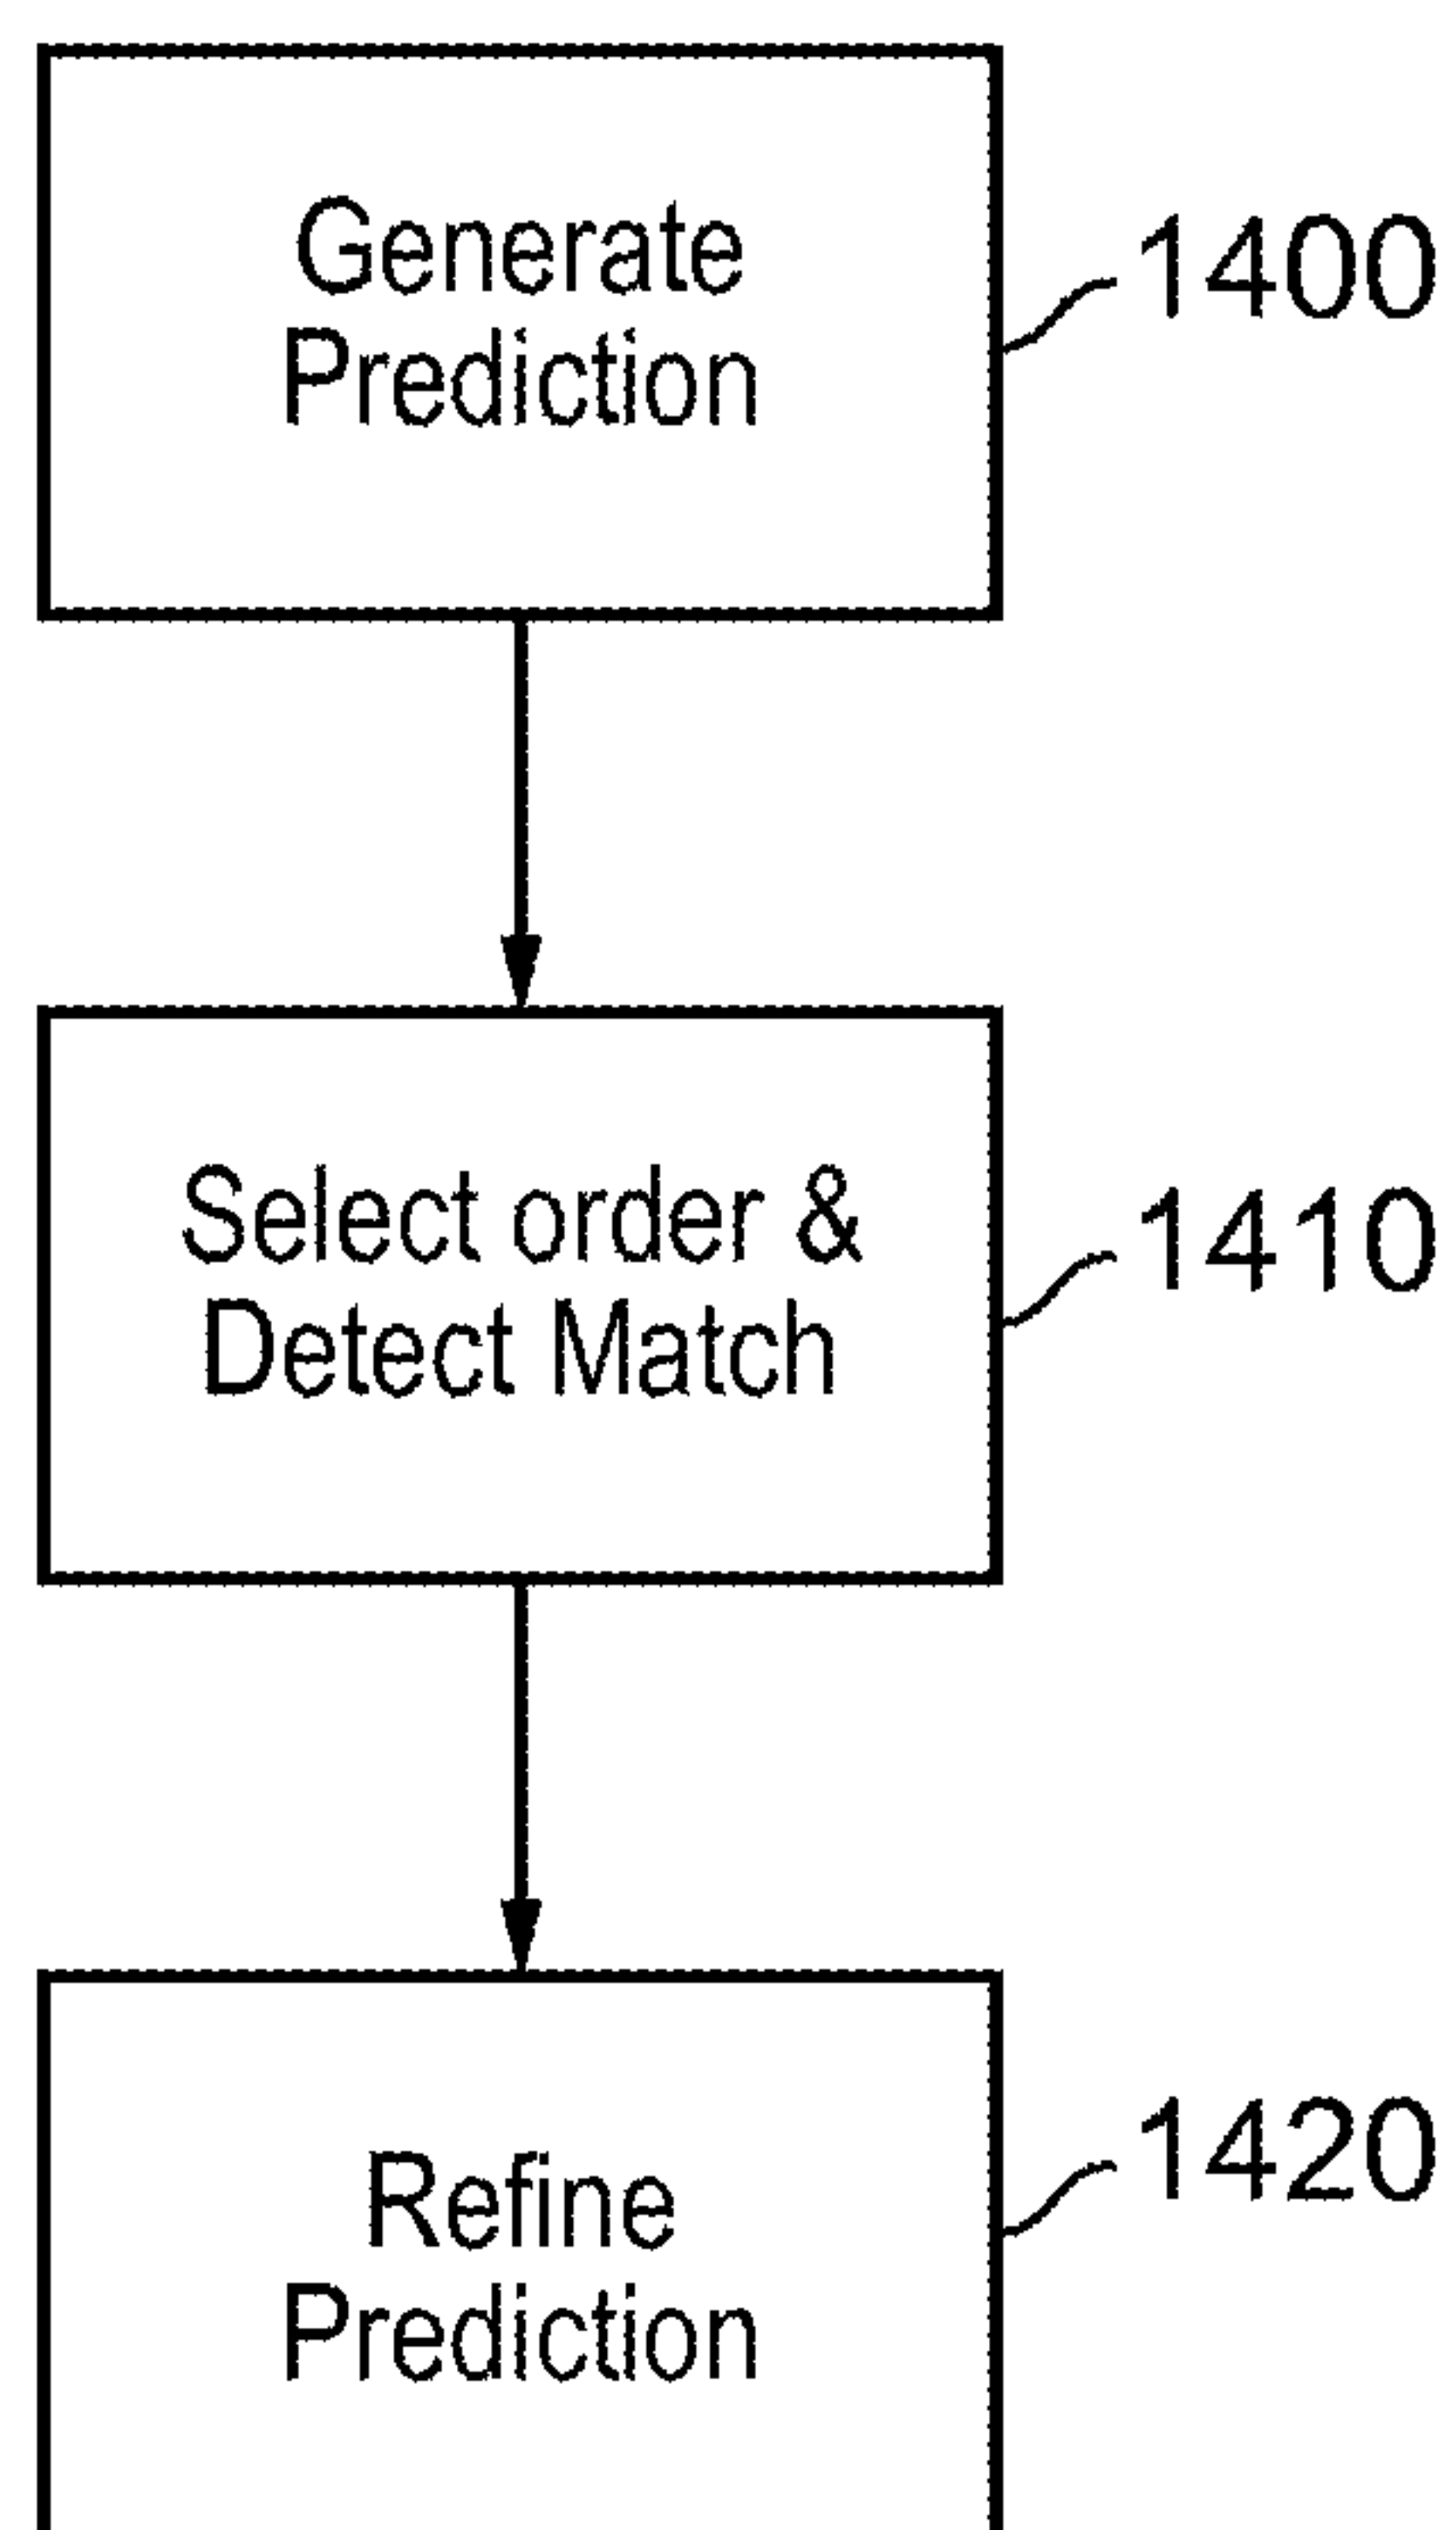 Generate
Prediction
1400
Select order &
Detect Match
1410
Refine
Prediction
1420